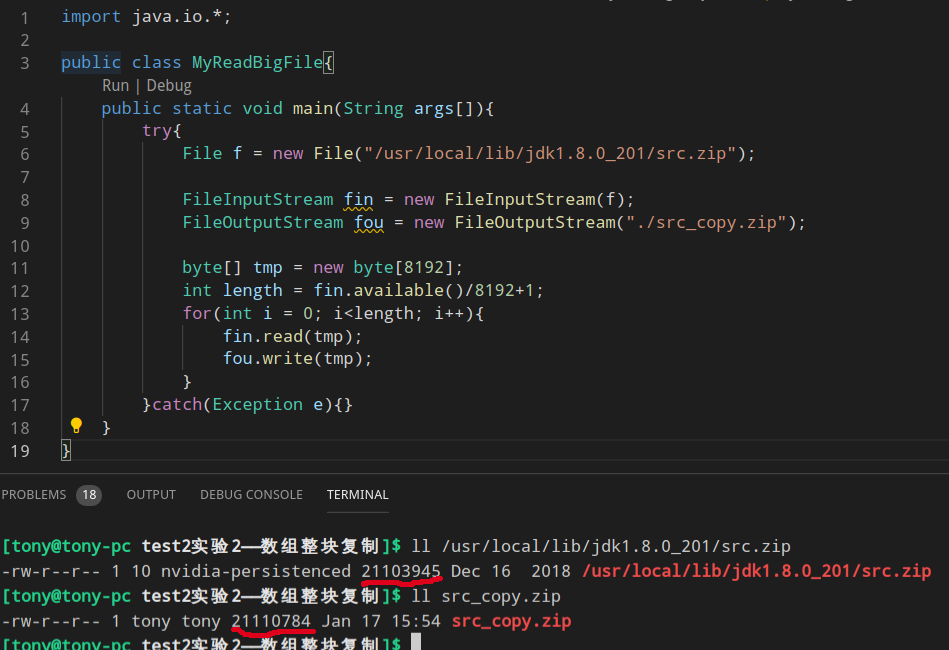 1 import java.io.*;
2
3 public class MyReadBigFile{
Run | Debug
4 public static void main(String args[]){
5 try{
6 File f = new File("/usr/local/lib/jdk1.8.0_201/src.zip");
7
8 FileInputStream fin = new FileInputStream(f);
9 FileOutputStream fou = new FileOutputStream("./src_copy.zip");
10
11 byte[] tmp = new byte[8192];
12 int length = fin.available()/8192+1;
13 for(int i = 0; i<length; i++){
14 fin.read(tmp);
15 fou.write(tmp);
16 }
17 }catch(Exception e){}
18 }
19 }
PROBLEMS 18 OUTPUT DEBUG CONSOLE TERMINAL
[tony@tony-pc test2实验2——数组整块复制]$ ll /usr/local/lib/jdk1.8.0_201/src.zip
-rw-r--r-- 1 10 nvidia-persistenced 21103945 Dec 16 2018 /usr/local/lib/jdk1.8.0_201/src.zip
[tony@tony-pc test2实验2——数组整块复制]$ ll src_copy.zip
-rw-r--r-- 1 tony tony 21110784 Jan 17 15:54 src_copy.zip
[tony@tony-pc test2实验2——数组整块复制]$